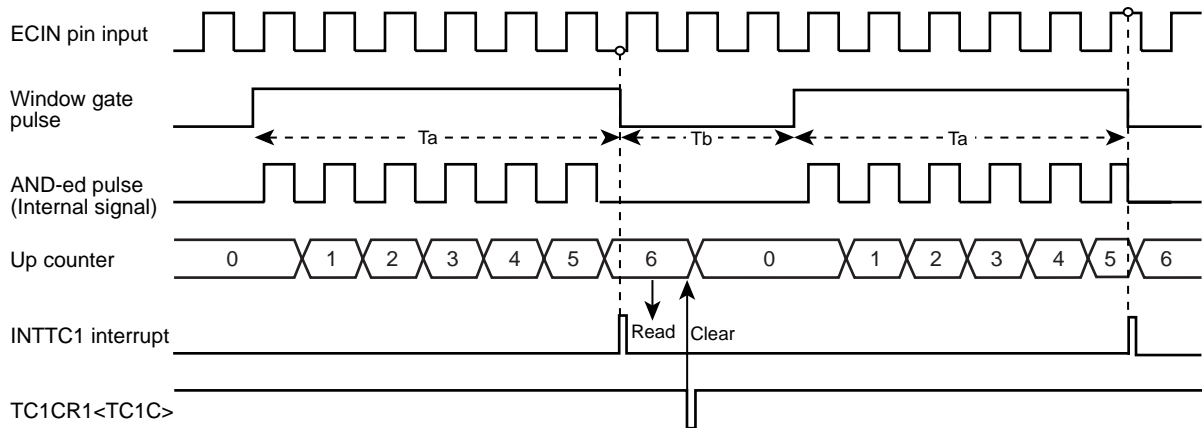 ECIN pin input
Window gate
pulse
Ta Tb Ta
AND-ed pulse
(Internal signal)
Up counter
0 1 2 3 4 5 6 0 1 2 3 4 5 6
INTTC1 interrupt
Read Clear
TC1CR1<TC1C>